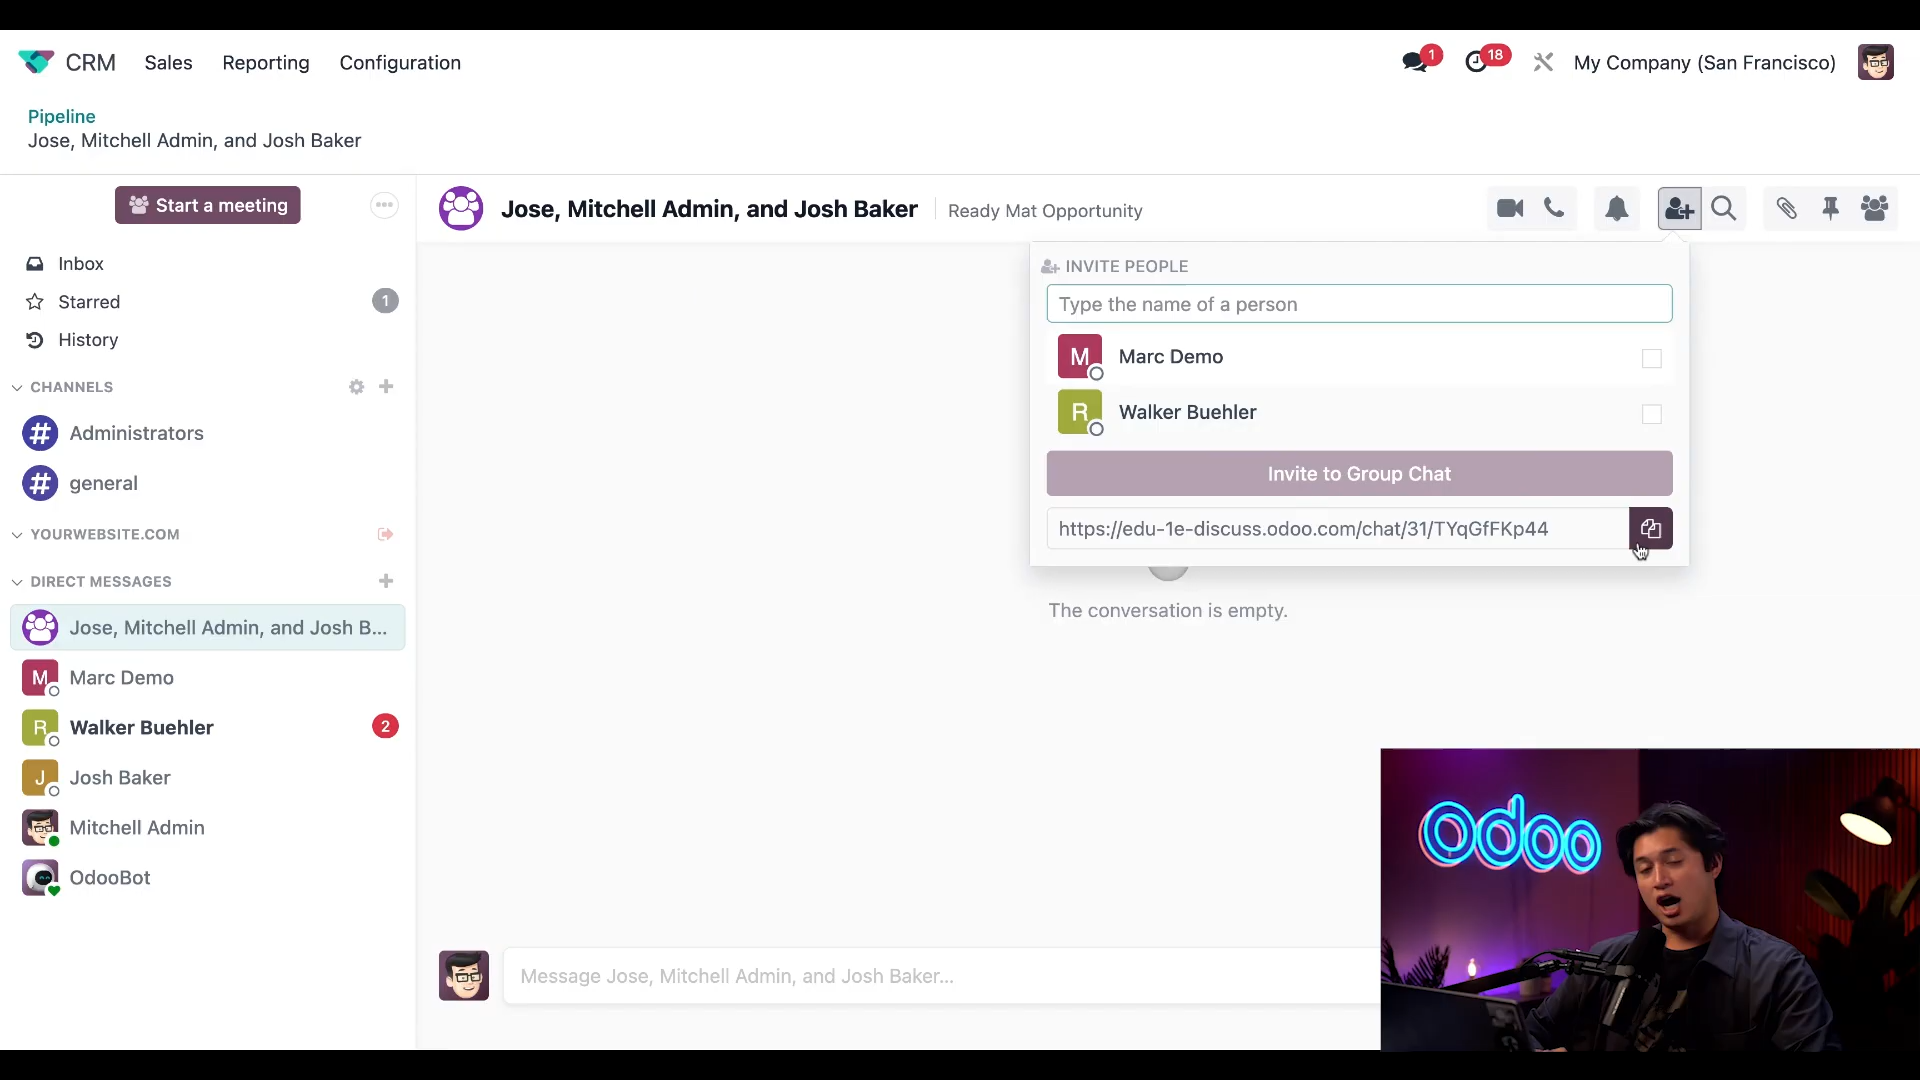 CRM Sales Reporting Configuration
1 18 My Company (San Francisco)
Pipeline
Jose, Mitchell Admin, and Josh Baker
Start a meeting
Inbox
Starred 1
History
CHANNELS
Administrators
general
YOURWEBSITE.COM
DIRECT MESSAGES
Jose, Mitchell Admin, and Josh B...
M Marc Demo
R Walker Buehler 2
J Josh Baker
Mitchell Admin
OdooBot
Jose, Mitchell Admin, and Josh Baker Ready Mat Opportunity
INVITE PEOPLE
Type the name of a person
M Marc Demo
R Walker Buehler
Invite to Group Chat
https://edu-1e-discuss.odoo.com/chat/31/TYqGfFKp44
The conversation is empty.
Message Jose, Mitchell Admin, and Josh Baker...
odoo